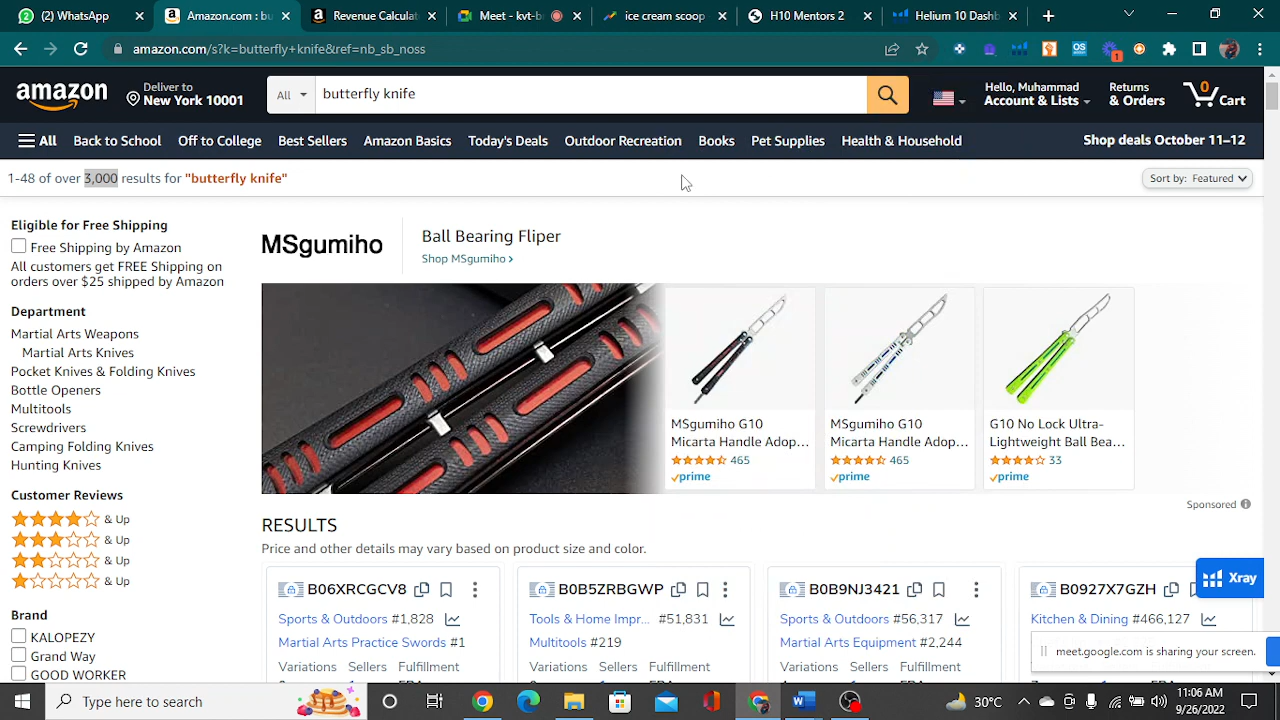 (2) WhatsApp
Amazon.com : bu
Revenue Calculat
Meet - kvt-b
ice cream scoop
H10 Mentors 2
Helium 10 Dashb
amazon.com/s?k=butterfly+knife&ref=nb_sb_noss
OS
1
amazon
Deliver to
New York 10001
All
butterfly knife
Hello, Muhammad
Account & Lists
Returns
& Orders
0
Cart
All
Back to School
Off to College
Best Sellers
Amazon Basics
Today's Deals
Outdoor Recreation
Books
Pet Supplies
Health & Household
Shop deals October 11-12
1-48 of over 3,000 results for "butterfly knife"
Sort by: Featured
Eligible for Free Shipping
Free Shipping by Amazon
All customers get FREE Shipping on
orders over $25 shipped by Amazon
Department
Martial Arts Weapons
Martial Arts Knives
Pocket Knives & Folding Knives
Bottle Openers
Multitools
Screwdrivers
Camping Folding Knives
Hunting Knives
Customer Reviews
& Up
& Up
& Up
& Up
Brand
KALOPEZY
Grand Way
GOOD WORKER
MSgumiho
Ball Bearing Fliper
Shop MSgumiho ›
MSgumiho G10
Micarta Handle Adop...
465
prime
MSgumiho G10
Micarta Handle Adop...
465
prime
G10 No Lock Ultra-
Lightweight Ball Bea...
33
prime
Sponsored
RESULTS
Price and other details may vary based on product size and color.
B06XRCGCV8
Sports & Outdoors #1,828
Martial Arts Practice Swords #1
Variations Sellers Fulfillment
B0B5ZRBGWP
Tools & Home Impr... #51,831
Multitools #219
Variations Sellers Fulfillment
B0B9NJ3421
Sports & Outdoors #56,317
Martial Arts Equipment #2,244
Variations Sellers Fulfillment
B0927X7GZH
Kitchen & Dining #466,127
Xray
meet.google.com is sharing your screen.
Type here to search
30°C
11:06 AM
9/26/2022